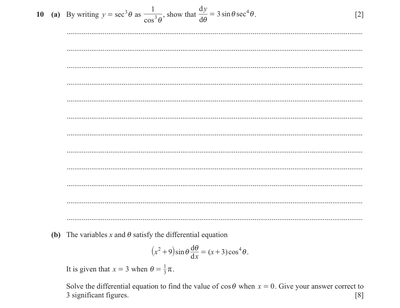 10 (a) By writing y = sec³θ as 1/cos³θ, show that dy/dθ = 3 sin θ sec⁴θ. [2]
(b) The variables x and θ satisfy the differential equation
(x² + 9) sin θ dθ/dx = (x + 3) cos⁴θ.
It is given that x = 3 when θ = ⅓π.
Solve the differential equation to find the value of cos θ when x = 0. Give your answer correct to
3 significant figures. [8]